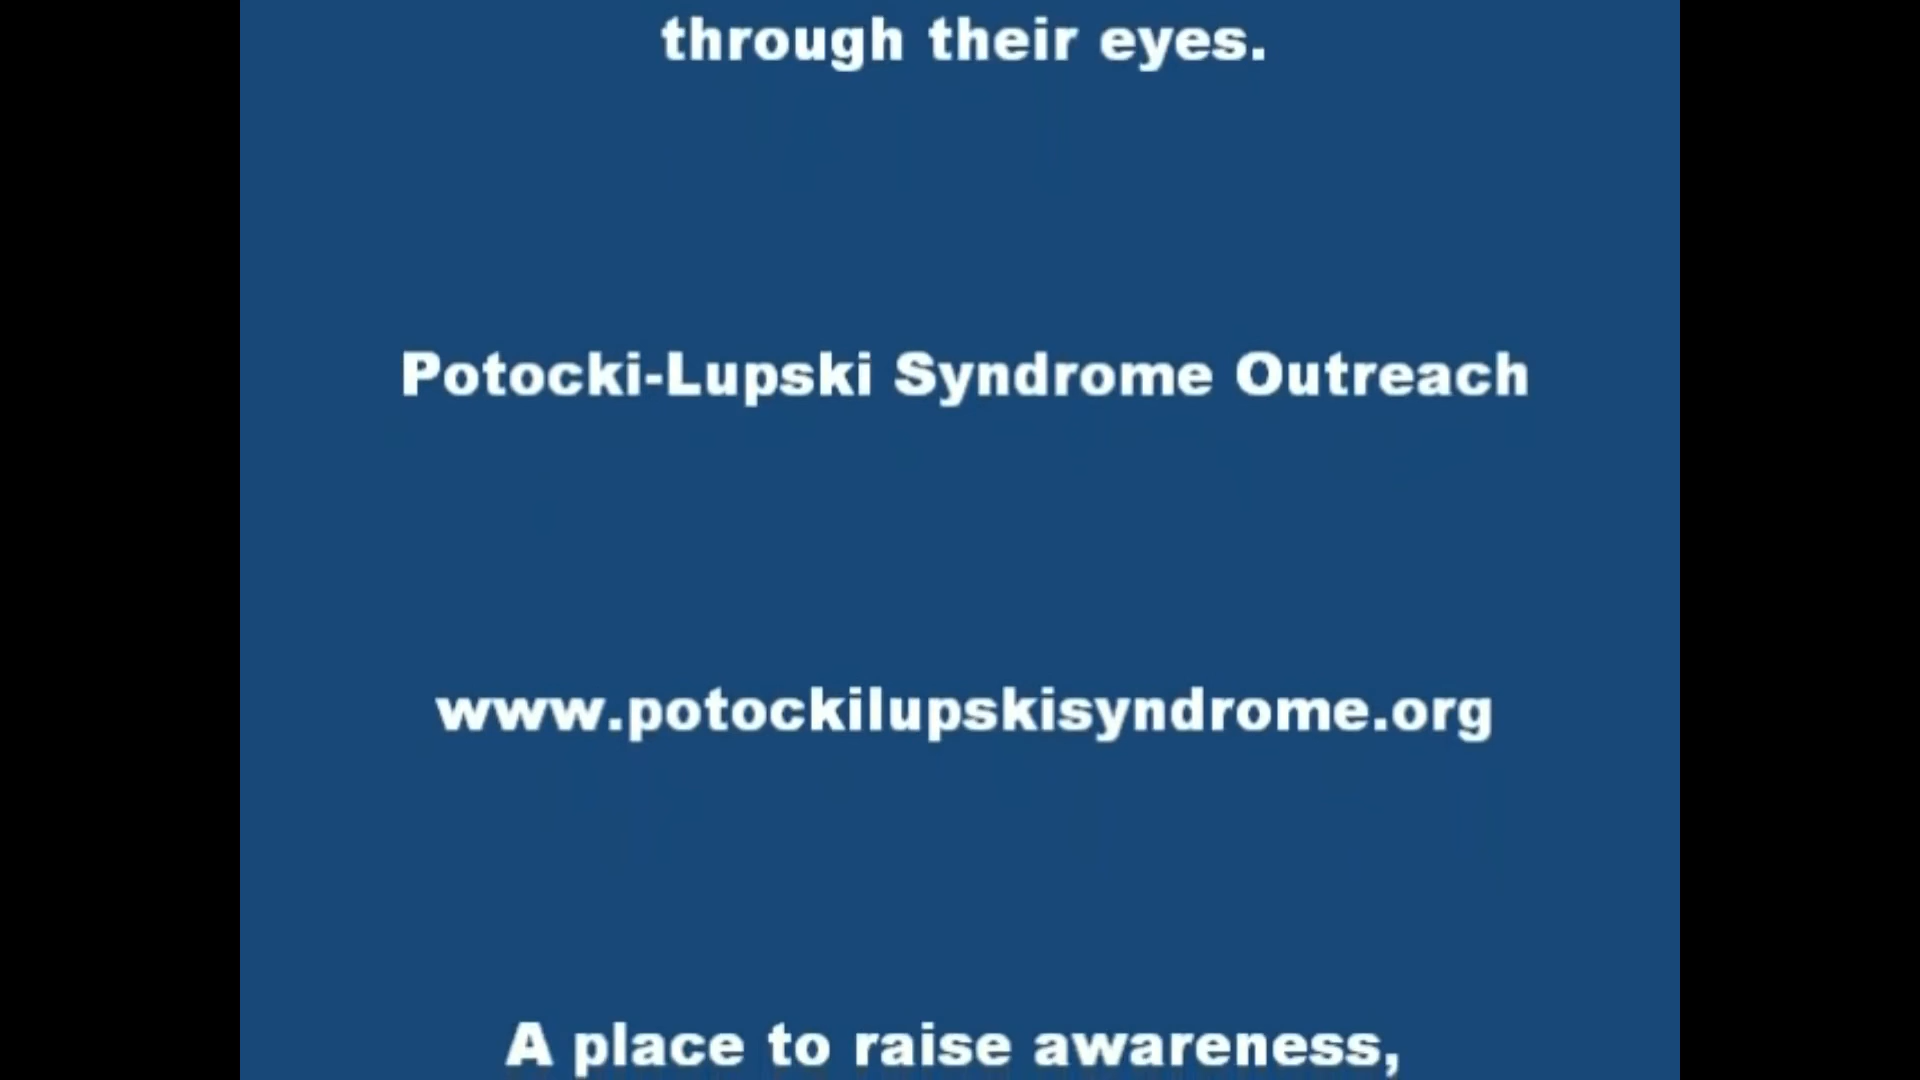 through their eyes.
Potocki-Lupski Syndrome Outreach
www.potockilupskisyndrome.org
A place to raise awareness,